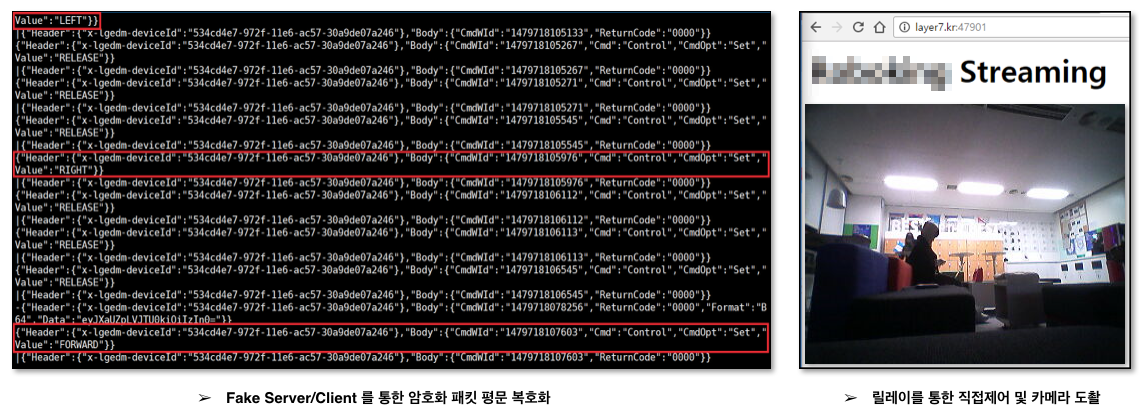 Value":"LEFT"}}
|{"Header":{"x-lgedm-deviceId":"534cd4e7-972f-11e6-ac57-30a9de07a246"},"Body":{"CmdWId":"1479718105133","ReturnCode":"0000"}}
{"Header":{"x-lgedm-deviceId":"534cd4e7-972f-11e6-ac57-30a9de07a246"},"Body":{"CmdWId":"1479718105267","Cmd":"Control","CmdOpt":"Set","
Value":"RELEASE"}}
|{"Header":{"x-lgedm-deviceId":"534cd4e7-972f-11e6-ac57-30a9de07a246"},"Body":{"CmdWId":"1479718105267","ReturnCode":"0000"}}
{"Header":{"x-lgedm-deviceId":"534cd4e7-972f-11e6-ac57-30a9de07a246"},"Body":{"CmdWId":"1479718105271","Cmd":"Control","CmdOpt":"Set","
Value":"RELEASE"}}
|{"Header":{"x-lgedm-deviceId":"534cd4e7-972f-11e6-ac57-30a9de07a246"},"Body":{"CmdWId":"1479718105271","ReturnCode":"0000"}}
{"Header":{"x-lgedm-deviceId":"534cd4e7-972f-11e6-ac57-30a9de07a246"},"Body":{"CmdWId":"1479718105545","Cmd":"Control","CmdOpt":"Set","
Value":"RELEASE"}}
|{"Header":{"x-lgedm-deviceId":"534cd4e7-972f-11e6-ac57-30a9de07a246"},"Body":{"CmdWId":"1479718105545","ReturnCode":"0000"}}
{"Header":{"x-lgedm-deviceId":"534cd4e7-972f-11e6-ac57-30a9de07a246"},"Body":{"CmdWId":"1479718105976","Cmd":"Control","CmdOpt":"Set","
Value":"RIGHT"}}
|{"Header":{"x-lgedm-deviceId":"534cd4e7-972f-11e6-ac57-30a9de07a246"},"Body":{"CmdWId":"1479718105976","ReturnCode":"0000"}}
{"Header":{"x-lgedm-deviceId":"534cd4e7-972f-11e6-ac57-30a9de07a246"},"Body":{"CmdWId":"1479718106112","Cmd":"Control","CmdOpt":"Set","
Value":"RELEASE"}}
|{"Header":{"x-lgedm-deviceId":"534cd4e7-972f-11e6-ac57-30a9de07a246"},"Body":{"CmdWId":"1479718106112","ReturnCode":"0000"}}
{"Header":{"x-lgedm-deviceId":"534cd4e7-972f-11e6-ac57-30a9de07a246"},"Body":{"CmdWId":"1479718106113","Cmd":"Control","CmdOpt":"Set","
Value":"RELEASE"}}
|{"Header":{"x-lgedm-deviceId":"534cd4e7-972f-11e6-ac57-30a9de07a246"},"Body":{"CmdWId":"1479718106113","ReturnCode":"0000"}}
{"Header":{"x-lgedm-deviceId":"534cd4e7-972f-11e6-ac57-30a9de07a246"},"Body":{"CmdWId":"1479718106545","Cmd":"Control","CmdOpt":"Set","
Value":"RELEASE"}}
|{"Header":{"x-lgedm-deviceId":"534cd4e7-972f-11e6-ac57-30a9de07a246"},"Body":{"CmdWId":"1479718106545","ReturnCode":"0000"}}
-{"Header":{"x-lgedm-deviceId":"534cd4e7-972f-11e6-ac57-30a9de07a246"},"Body":{"CmdWId":"1479718078256","ReturnCode":"0000","Format":"B
64","Data":"eyJXaUZpLVJTU0kiOiIzIn0="}}
{"Header":{"x-lgedm-deviceId":"534cd4e7-972f-11e6-ac57-30a9de07a246"},"Body":{"CmdWId":"1479718107603","Cmd":"Control","CmdOpt":"Set","
Value":"FORWARD"}}
|{"Header":{"x-lgedm-deviceId":"534cd4e7-972f-11e6-ac57-30a9de07a246"},"Body":{"CmdWId":"1479718107603","ReturnCode":"0000"}}
➢ Fake Server/Client 를 통한 암호화 패킷 평문 복호화
layer7.kr:47901
Streaming
➢ 릴레이를 통한 직접제어 및 카메라 도촬